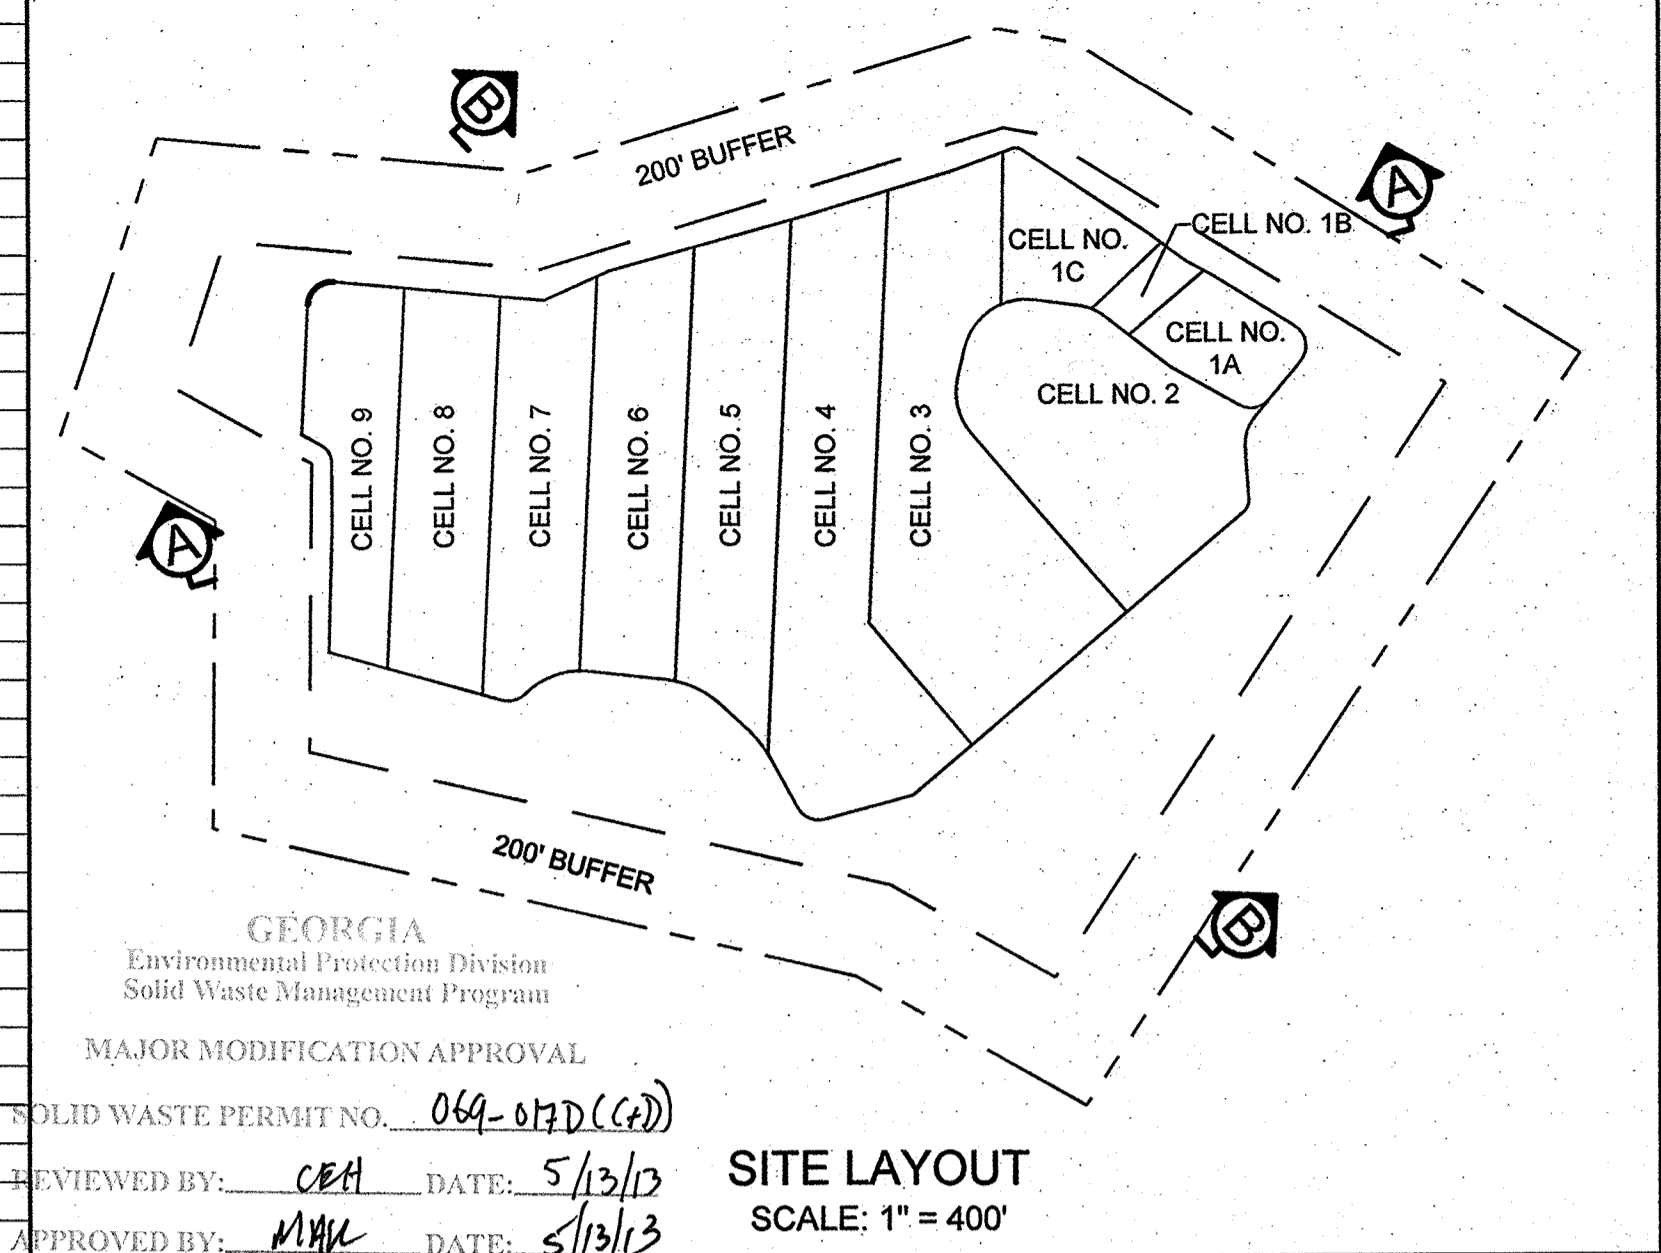 B
200' BUFFER
A
CELL NO. 1B
CELL NO.
1C
CELL NO.
1A
CELL NO. 2
CELL NO. 9
CELL NO. 8
CELL NO. 7
CELL NO. 6
CELL NO. 5
CELL NO. 4
CELL NO. 3
A
200' BUFFER
B
GEORGIA
Environmental Protection Division
Solid Waste Management Program
MAJOR MODIFICATION APPROVAL
SOLID WASTE PERMIT NO. 069-017D(C+D)
REVIEWED BY: CEH DATE: 5/13/13
APPROVED BY: DATE: 5/13/13
SITE LAYOUT
SCALE: 1" = 400'